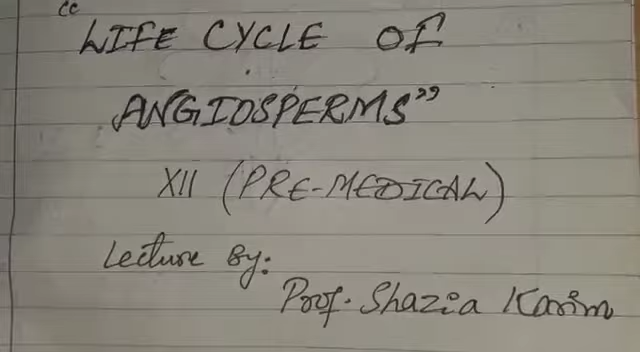 "LIFE CYCLE OF
ANGIOSPERMS"
XII (PRE-MEDICAL)
Lecture By:
Prof. Shazia Karim